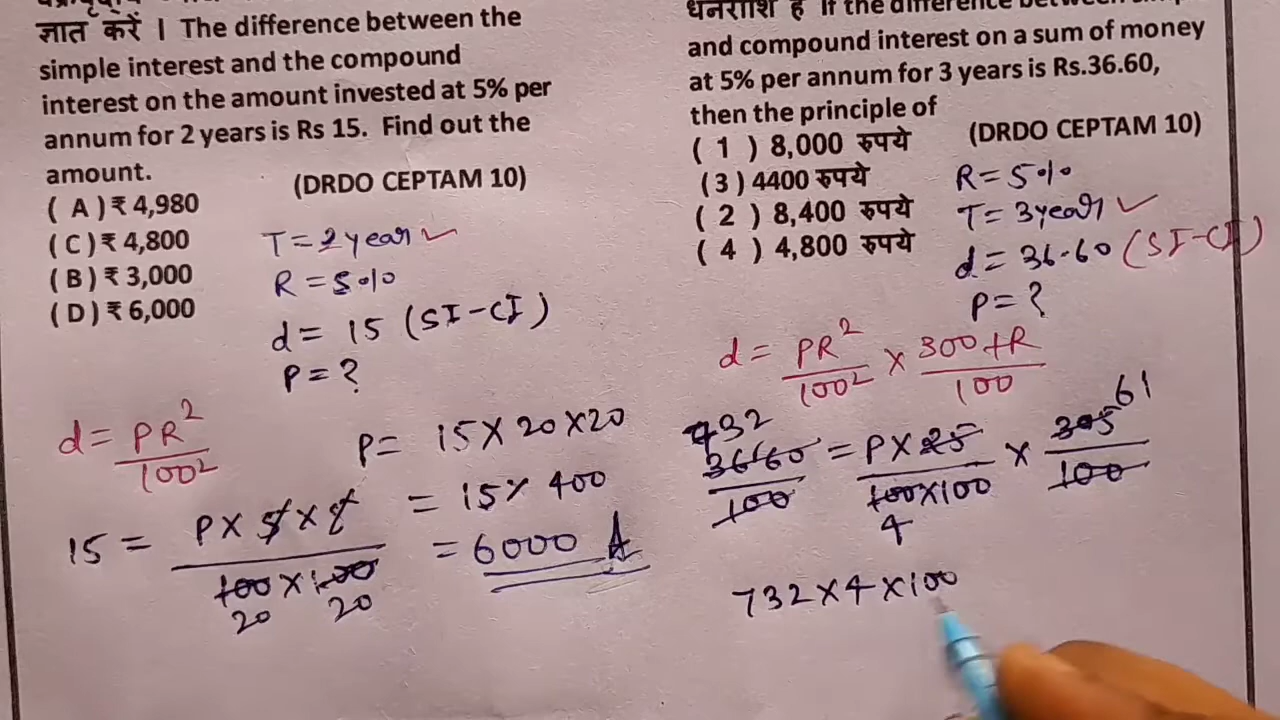 ज्ञात करें । The difference between the
simple interest and the compound
interest on the amount invested at 5% per
annum for 2 years is Rs 15. Find out the
amount.
(DRDO CEPTAM 10)
( A ) ₹ 4,980
( C ) ₹ 4,800
( B ) ₹ 3,000
( D ) ₹ 6,000
T = 2 year ✓
R = 5%
d = 15 (SI-CI)
P = ?
d = PR²
100²
15 = P × 5 × 5
100 × 100
20 20
P = 15 × 20 × 20
= 15 × 400
= 6000 A
धनराशि है If the difference between
and compound interest on a sum of money
at 5% per annum for 3 years is Rs.36.60,
then the principle of
( 1 ) 8,000 रुपये
(DRDO CEPTAM 10)
( 3 ) 4400 रुपये
( 2 ) 8,400 रुपये
( 4 ) 4,800 रुपये
R = 5%
T = 3 year ✓
d = 36.60 (SI-CI)
P = ?
d = PR² × 300+R
100² 100
732 61
3660 = P × 25 × 305
100 100×100 100
4
732 × 4 × 100